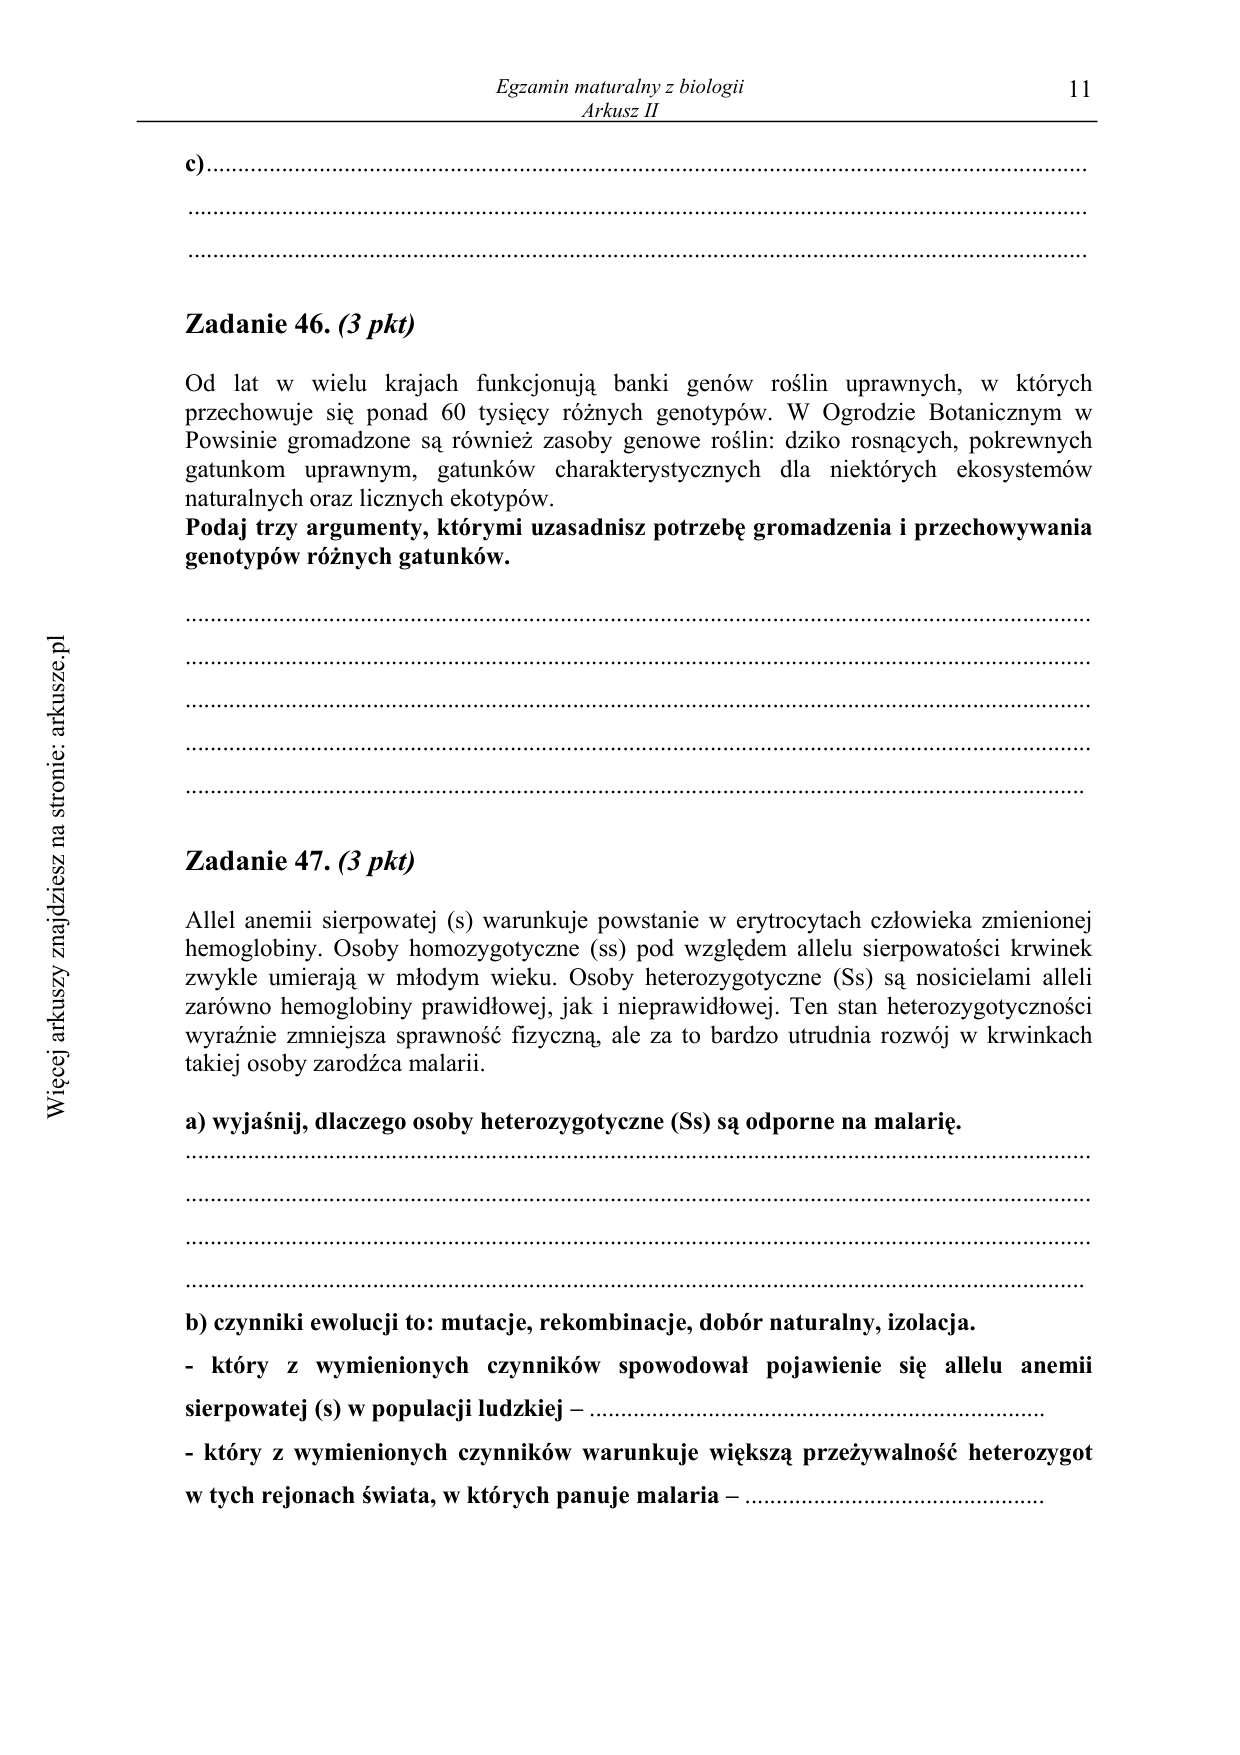 Egzamin maturalny z biologii
Arkusz II
11
c)..............................................................................................................................................
.................................................................................................................................................
.................................................................................................................................................
Zadanie 46. (3 pkt)
Od lat w wielu krajach funkcjonują banki genów roślin uprawnych, w których
przechowuje się ponad 60 tysięcy różnych genotypów. W Ogrodzie Botanicznym w
Powsinie gromadzone są również zasoby genowe roślin: dziko rosnących, pokrewnych
gatunkom uprawnym, gatunków charakterystycznych dla niektórych ekosystemów
naturalnych oraz licznych ekotypów.
Podaj trzy argumenty, którymi uzasadnisz potrzebę gromadzenia i przechowywania
genotypów różnych gatunków.
.................................................................................................................................................
.................................................................................................................................................
.................................................................................................................................................
.................................................................................................................................................
................................................................................................................................................
Zadanie 47. (3 pkt)
Allel anemii sierpowatej (s) warunkuje powstanie w erytrocytach człowieka zmienionej
hemoglobiny. Osoby homozygotyczne (ss) pod względem allelu sierpowatości krwinek
zwykle umierają w młodym wieku. Osoby heterozygotyczne (Ss) są nosicielami alleli
zarówno hemoglobiny prawidłowej, jak i nieprawidłowej. Ten stan heterozygotyczności
wyraźnie zmniejsza sprawność fizyczną, ale za to bardzo utrudnia rozwój w krwinkach
takiej osoby zarodźca malarii.
a) wyjaśnij, dlaczego osoby heterozygotyczne (Ss) są odporne na malarię.
.................................................................................................................................................
.................................................................................................................................................
.................................................................................................................................................
................................................................................................................................................
b) czynniki ewolucji to: mutacje, rekombinacje, dobór naturalny, izolacja.
- który z wymienionych czynników spowodował pojawienie się allelu anemii
sierpowatej (s) w populacji ludzkiej – .........................................................................
- który z wymienionych czynników warunkuje większą przeżywalność heterozygot
w tych rejonach świata, w których panuje malaria – ................................................
Więcej arkuszy znajdziesz na stronie: arkusze.pl